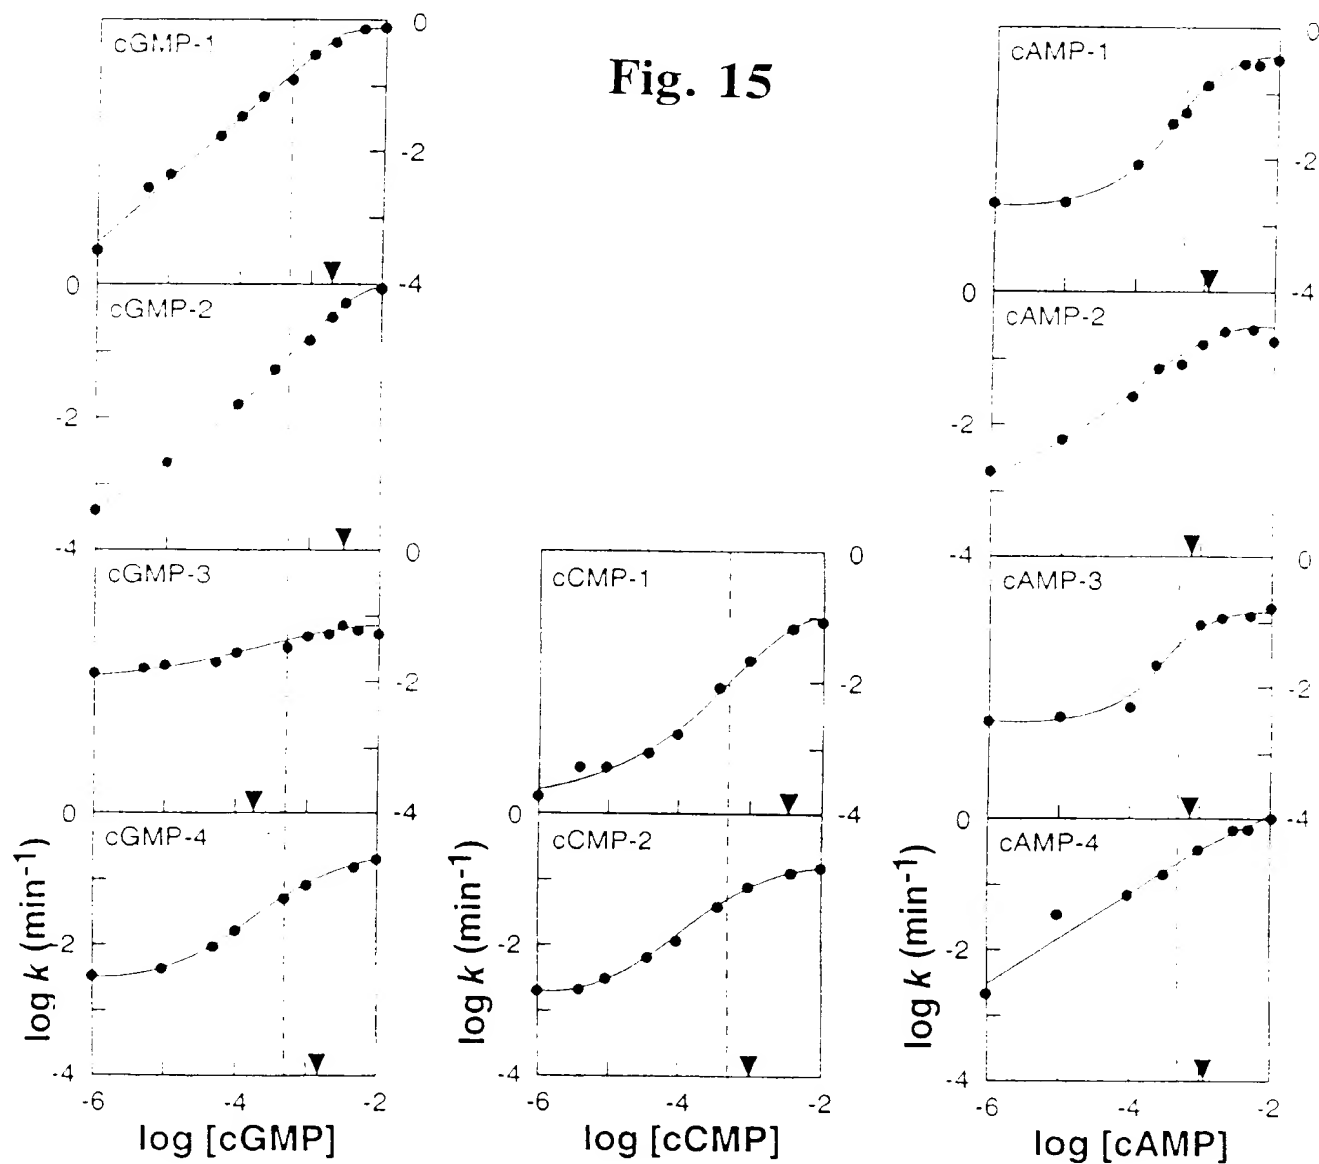 Fig. 15
cGMP-1
0
-2
-4
cGMP-2
0
-2
-4
cGMP-3
0
-2
-4
cGMP-4
0
-2
-4
log k (min⁻¹)
-6 -4 -2
log [cGMP]
cCMP-1
0
-2
-4
cCMP-2
0
-2
-4
log k (min⁻¹)
-6 -4 -2
log [cCMP]
cAMP-1
0
-2
-4
cAMP-2
0
-2
-4
cAMP-3
0
-2
-4
cAMP-4
0
-2
-4
log k (min⁻¹)
-6 -4 -2
log [cAMP]